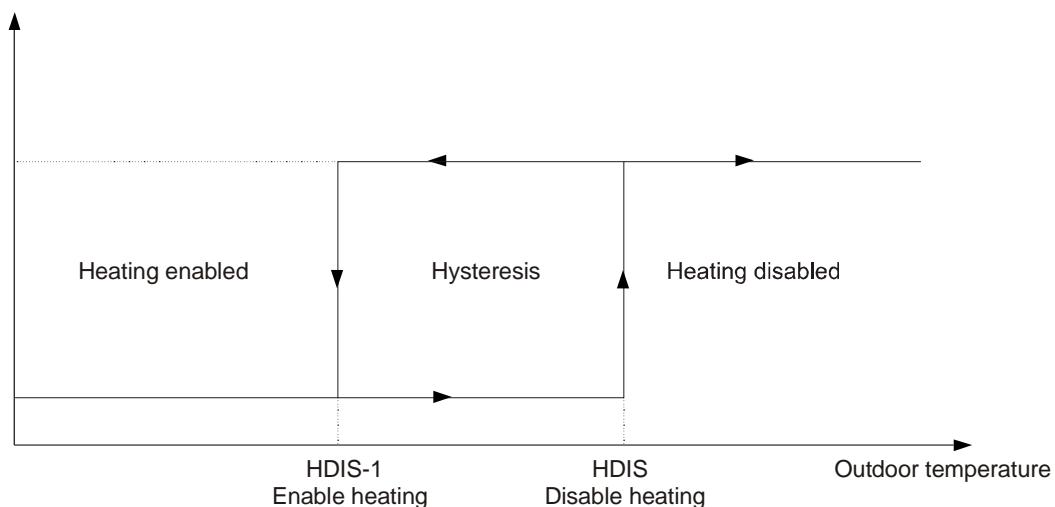 Heating enabled
Hysteresis
Heating disabled
HDIS-1
Enable heating
HDIS
Disable heating
Outdoor temperature